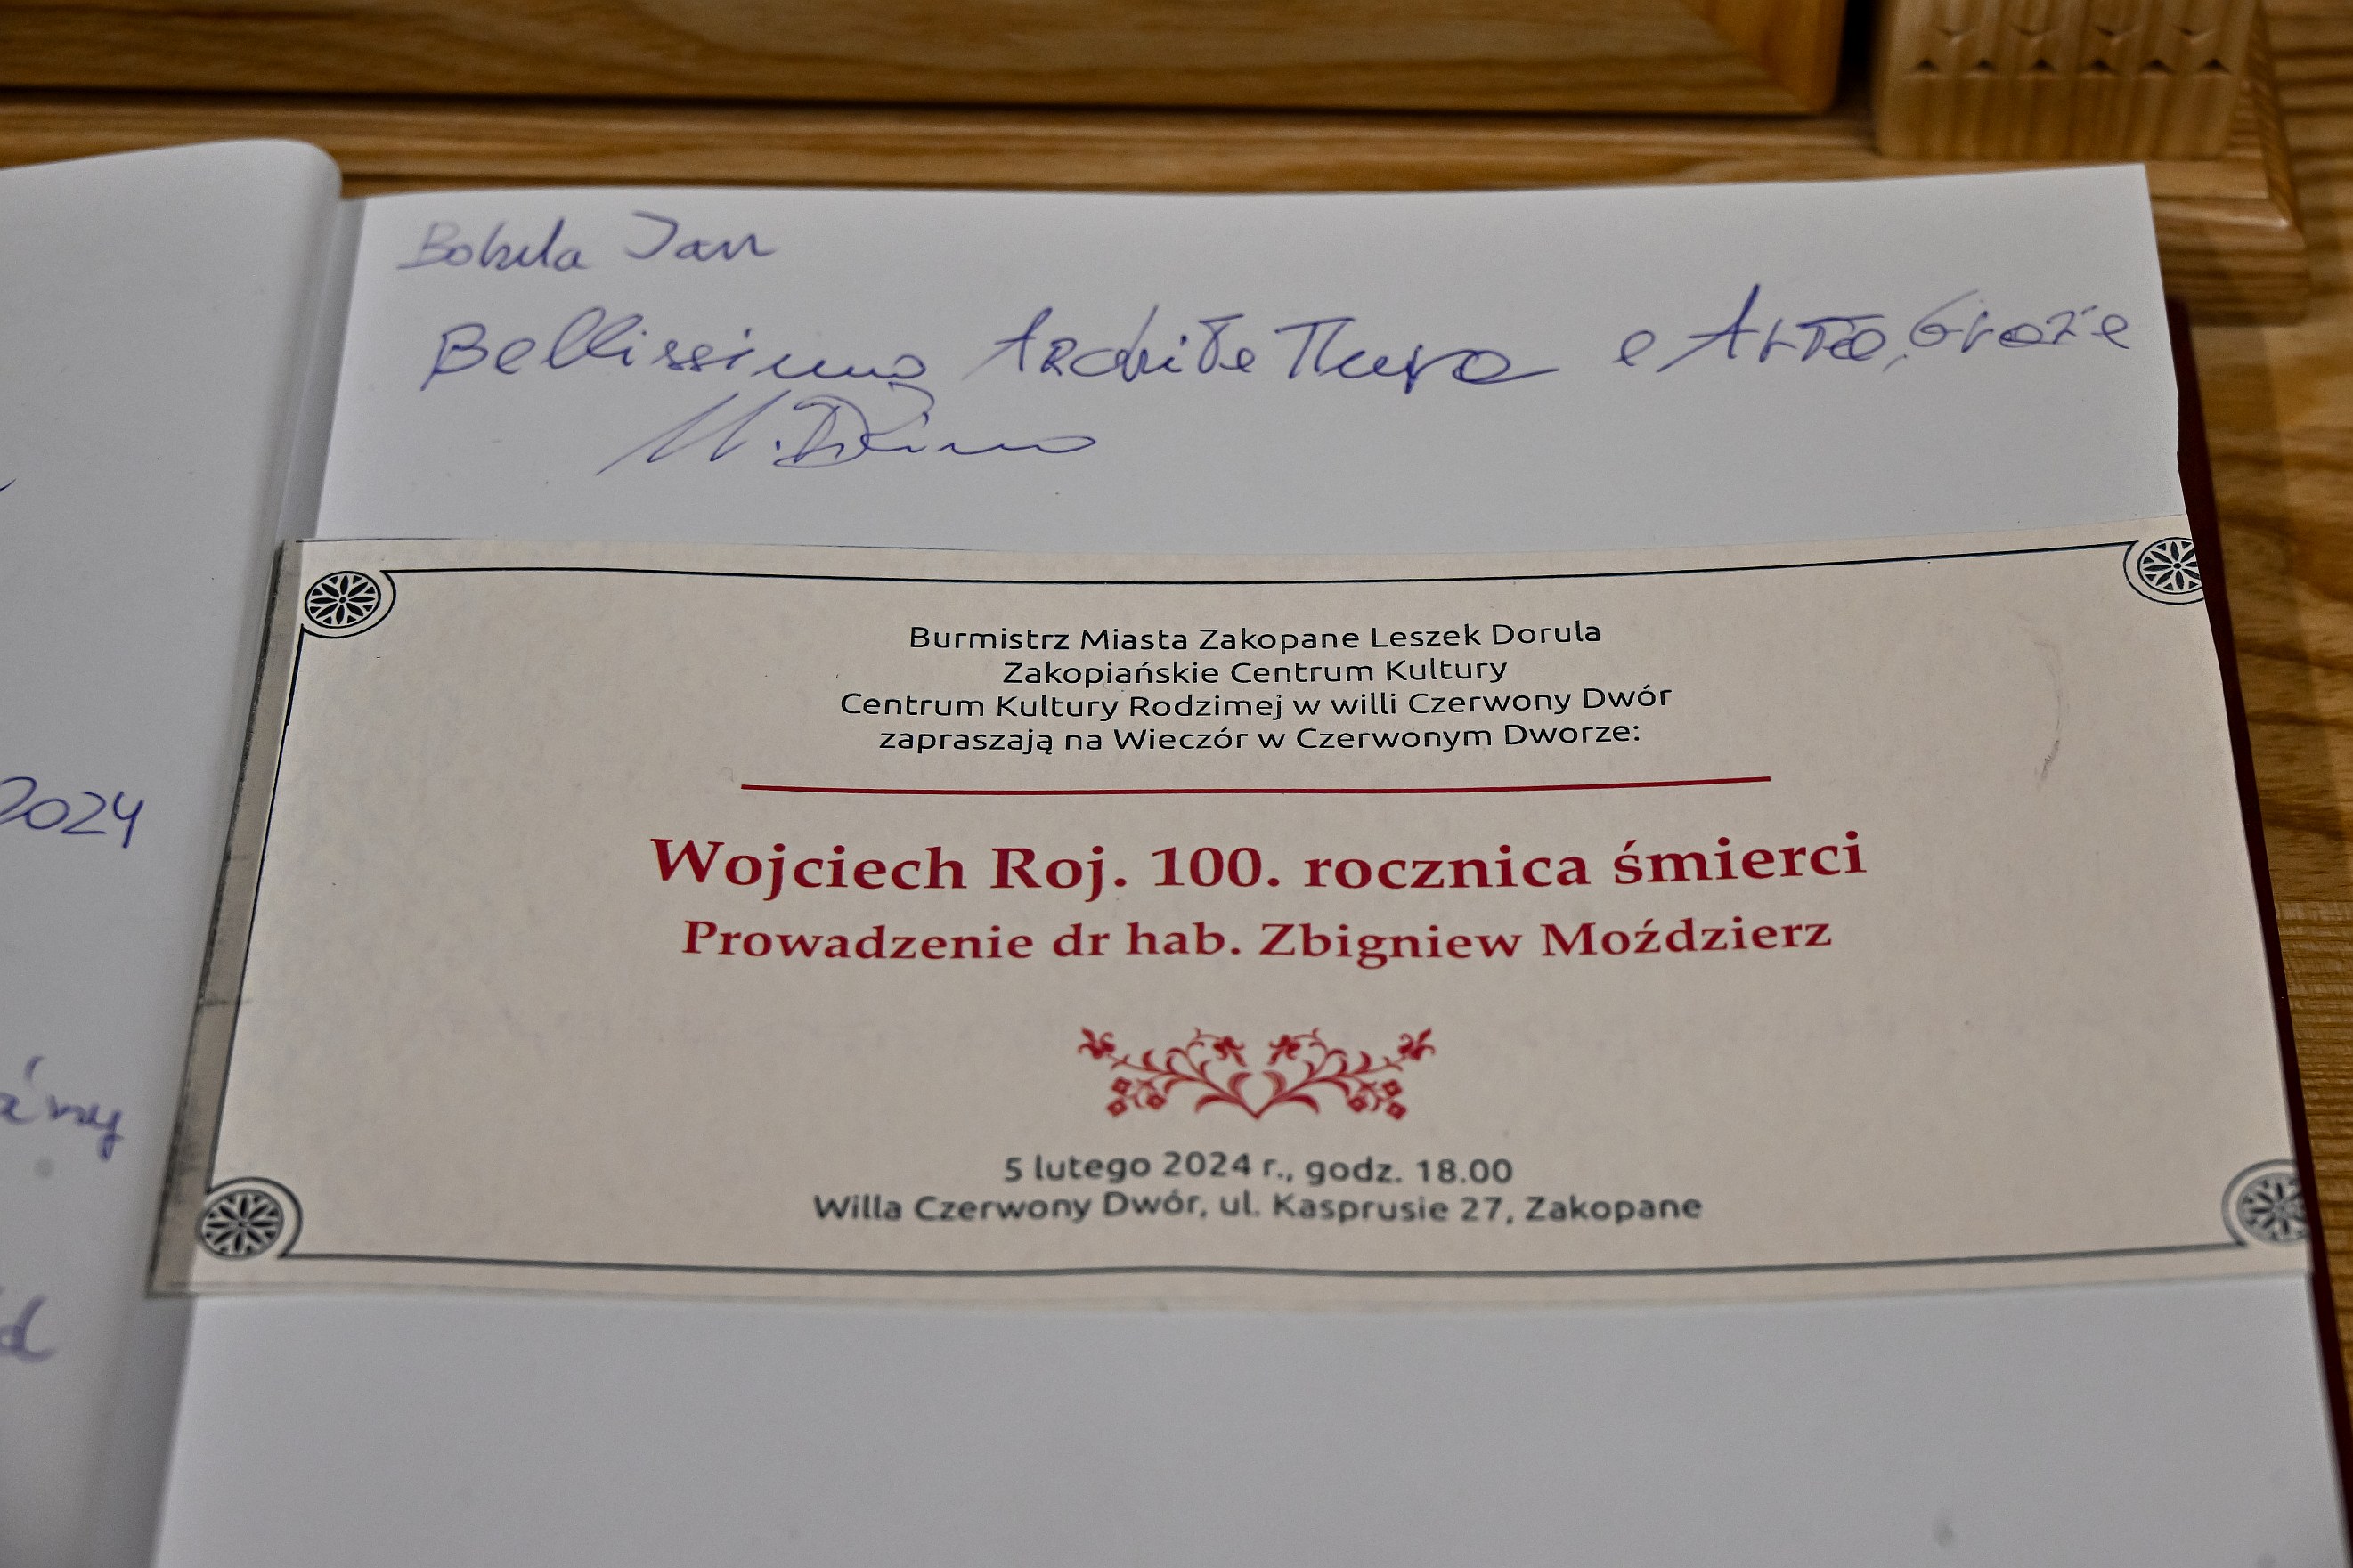 2024
Jan
Bellissima Architettura e Arte, Grazie
Burmistrz Miasta Zakopane Leszek Dorula
Zakopiańskie Centrum Kultury
Centrum Kultury Rodzimej w willi Czerwony Dwór
zapraszają na Wieczór w Czerwonym Dworze:
Wojciech Roj. 100. rocznica śmierci
Prowadzenie dr hab. Zbigniew Moździerz
5 lutego 2024 r., godz. 18.00
Willa Czerwony Dwór, ul. Kasprusie 27, Zakopane